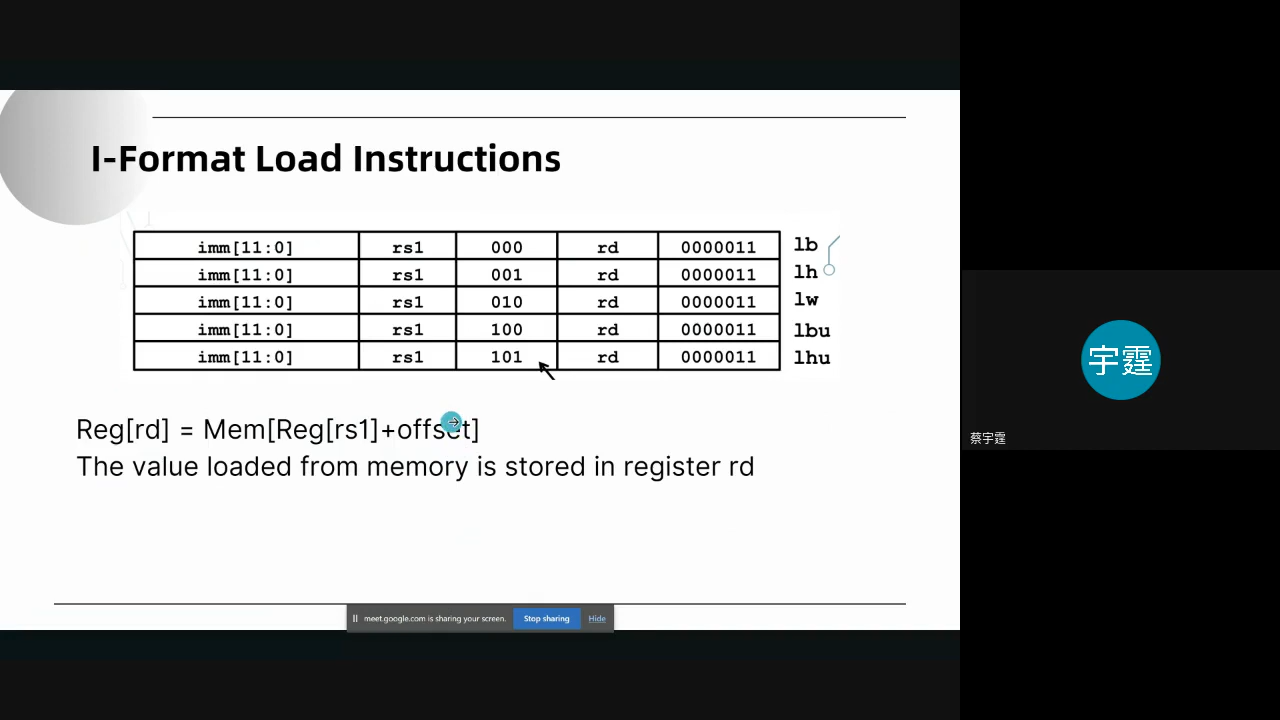 I-Format Load Instructions
imm[11:0] rs1 000 rd 0000011 lb
imm[11:0] rs1 001 rd 0000011 lh
imm[11:0] rs1 010 rd 0000011 lw
imm[11:0] rs1 100 rd 0000011 lbu
imm[11:0] rs1 101 rd 0000011 lhu
Reg[rd] = Mem[Reg[rs1]+offset]
The value loaded from memory is stored in register rd
meet.google.com is sharing your screen. Stop sharing Hide
宇霆
蔡宇霆